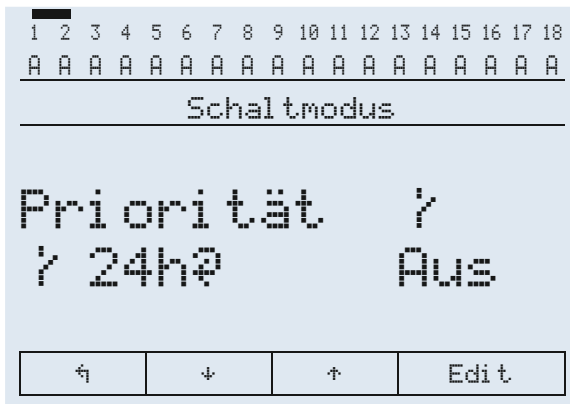 1 2 3 4 5 6 7 8 9 10 11 12 13 14 15 16 17 18
A A A A A A A A A A A A A A A A A A
Schaltmodus
Priorität
24h? Aus
↰ ↓ ↑ Edit